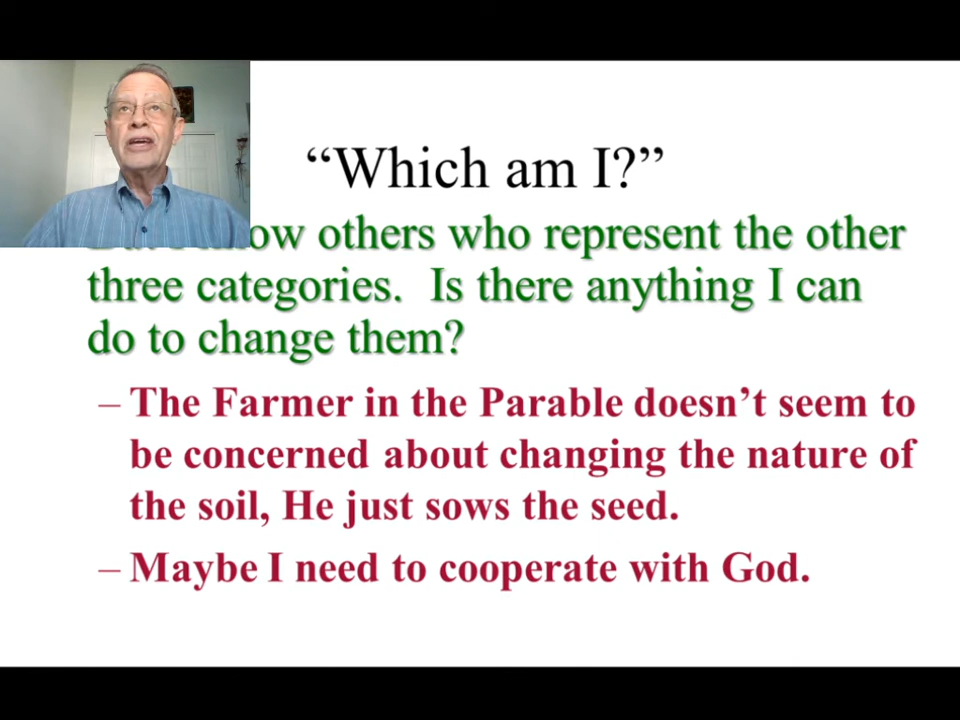 “Which am I?”
others who represent the other
three categories. Is there anything I can
do to change them?
– The Farmer in the Parable doesn’t seem to
be concerned about changing the nature of
the soil, He just sows the seed.
– Maybe I need to cooperate with God.